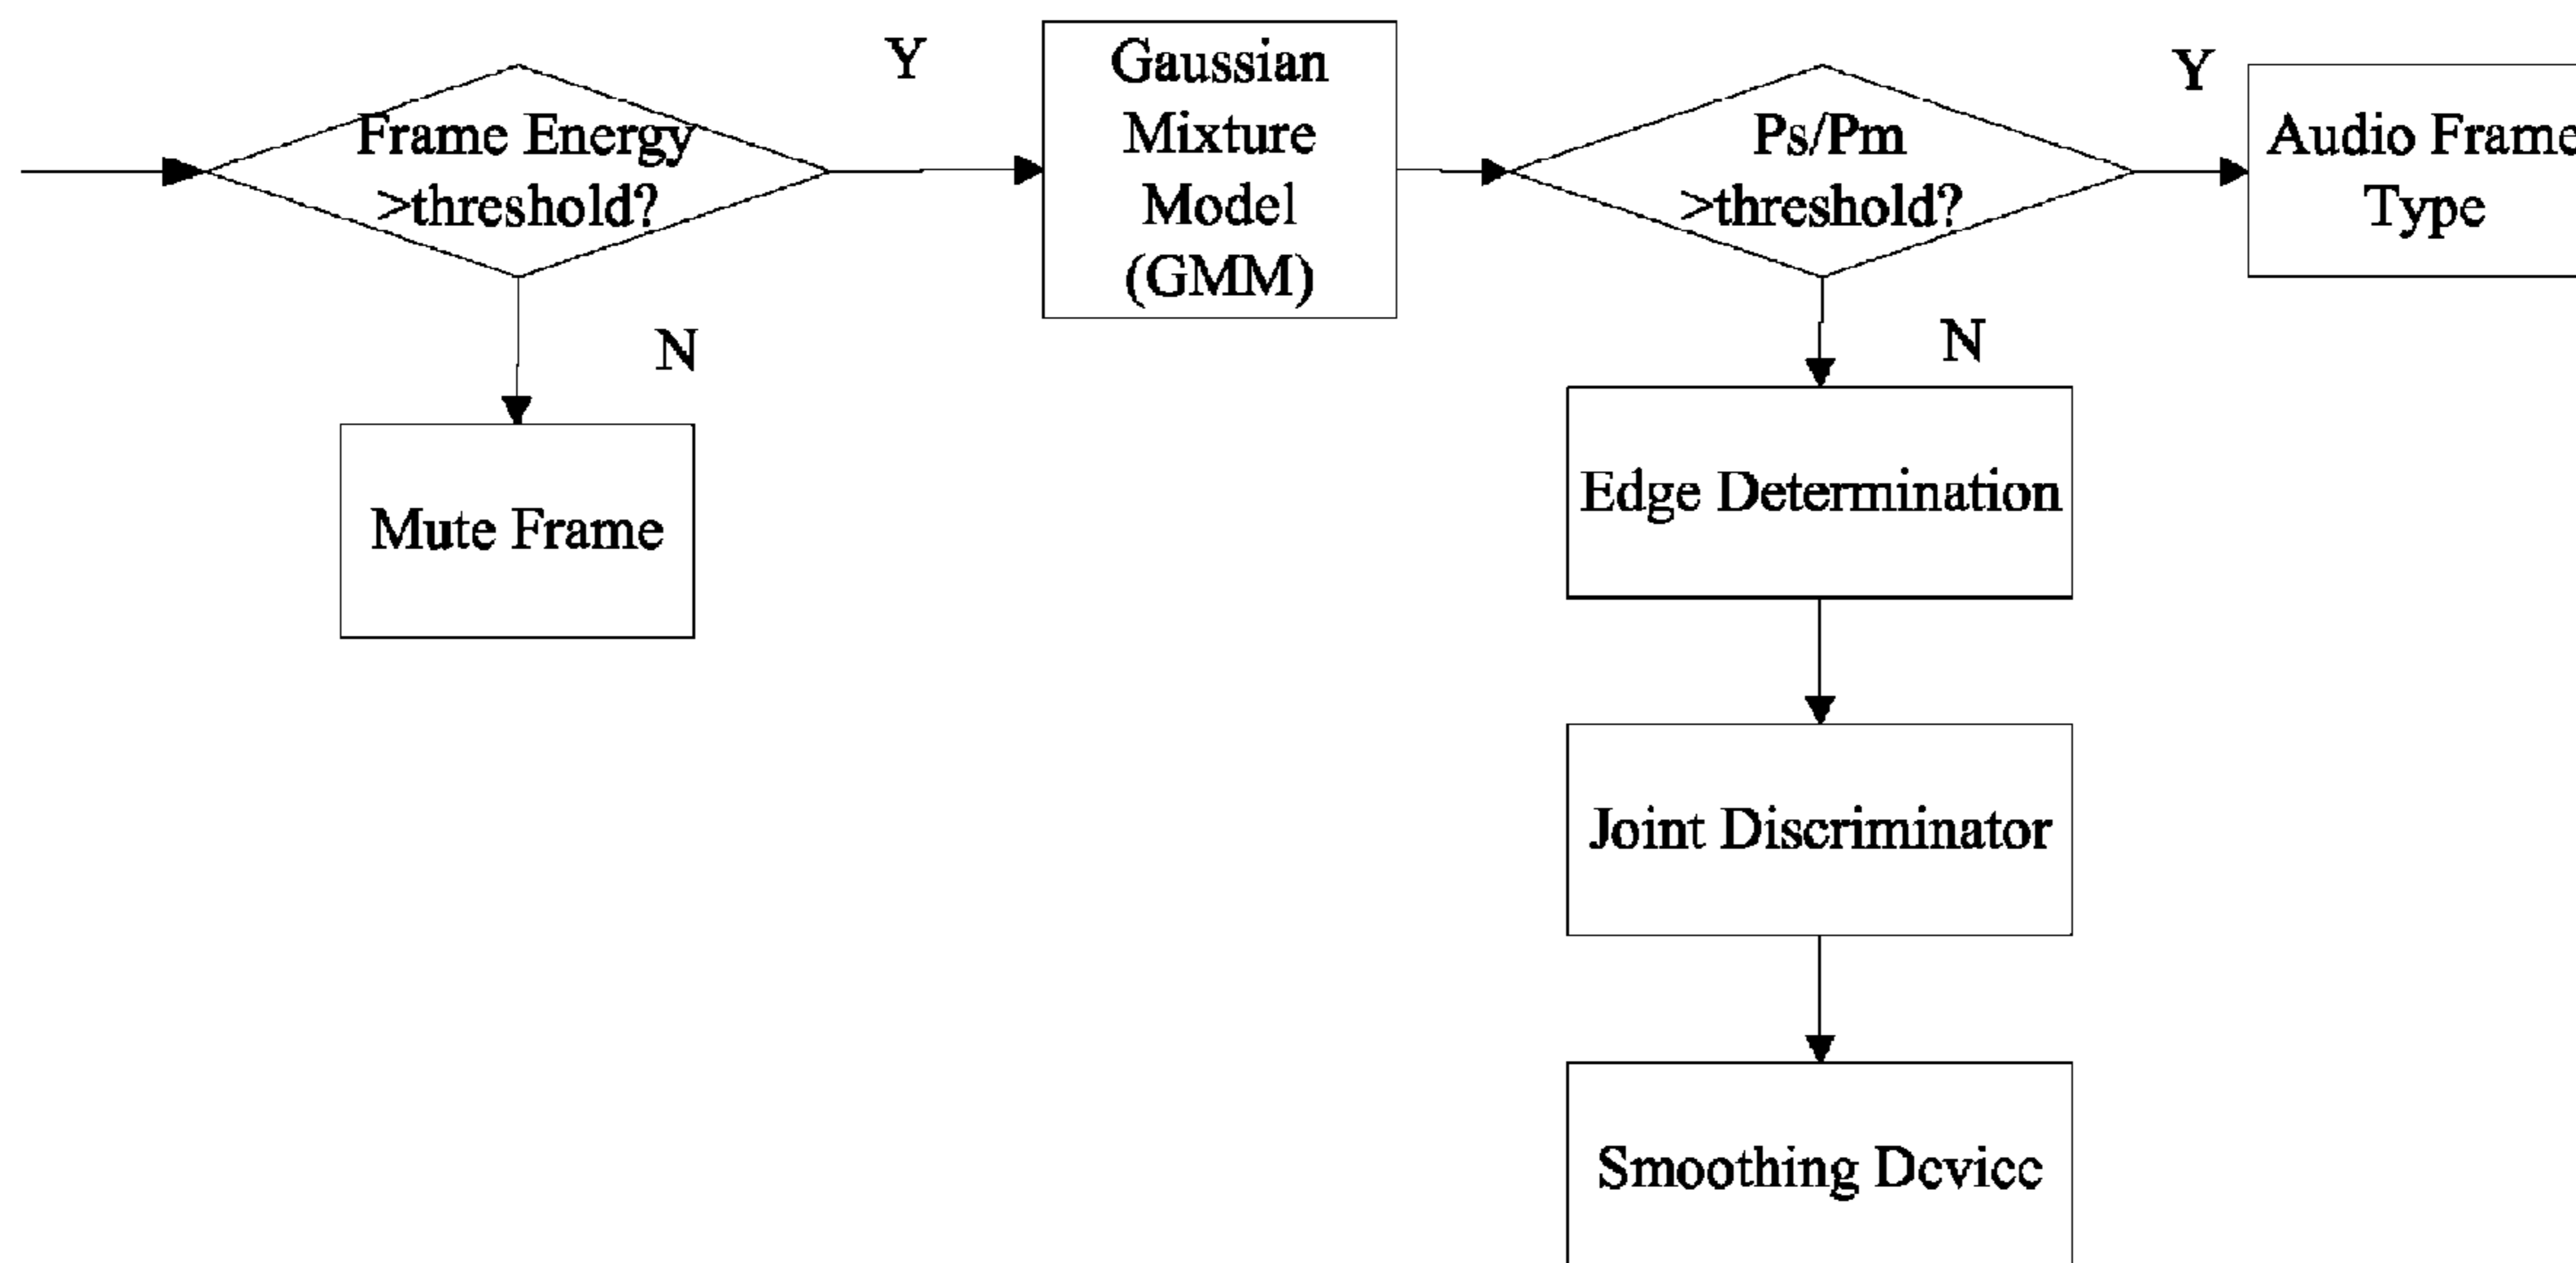 Y
Frame Energy
>threshold?
N
Mute Frame
Gaussian
Mixture
Model
(GMM)
Ps/Pm
>threshold?
Y
Audio Frame
Type
N
Edge Determination
Joint Discriminator
Smoothing Device